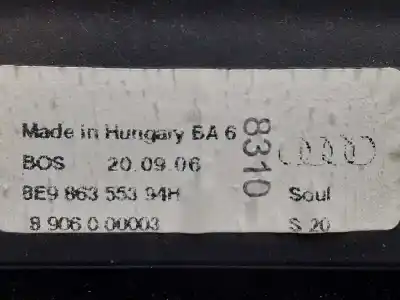 Made in Hungary BA 6
BOS 20.09.06
8E9 863 553 94H Soul
8 906 0 00003 S 20
8310